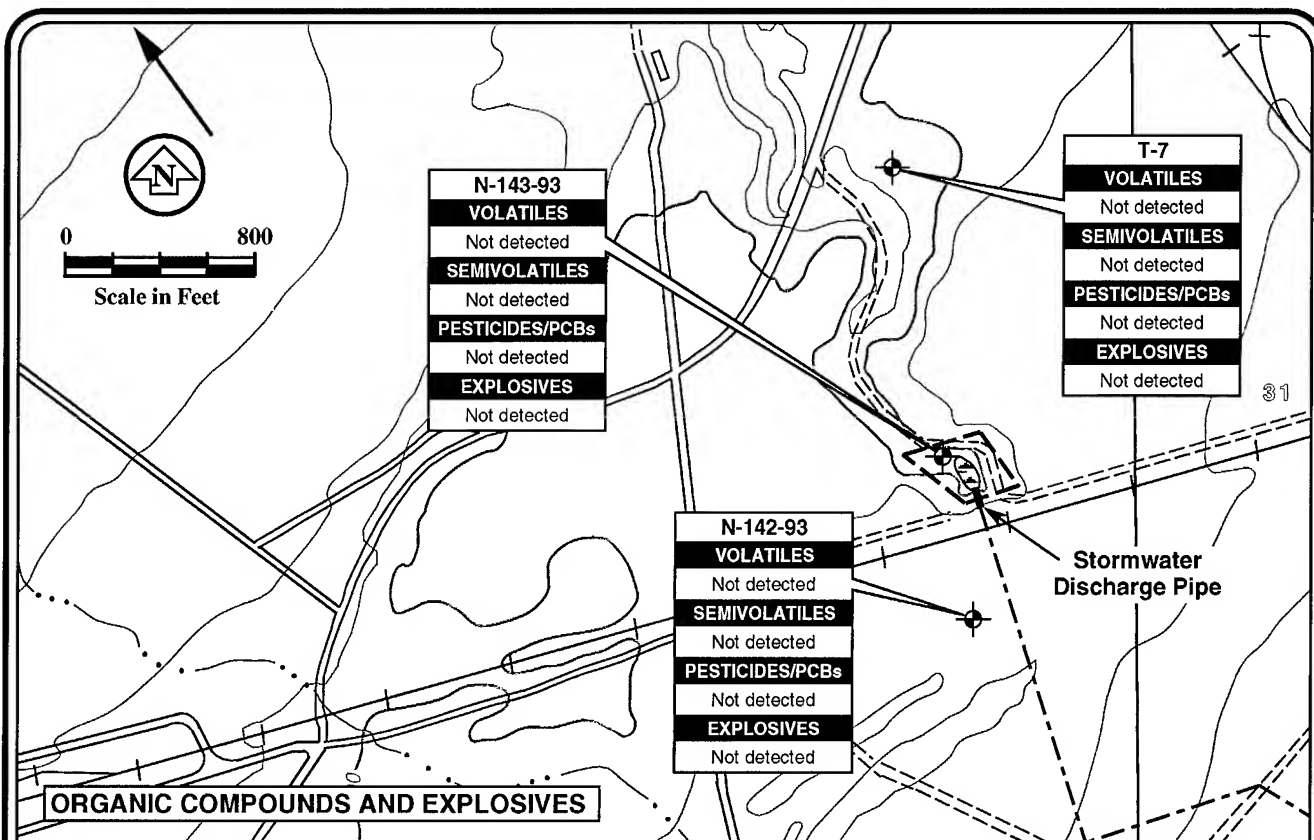 N
0 800
Scale in Feet
N-143-93
VOLATILES
Not detected
SEMIVOLATILES
Not detected
PESTICIDES/PCBs
Not detected
EXPLOSIVES
Not detected
T-7
VOLATILES
Not detected
SEMIVOLATILES
Not detected
PESTICIDES/PCBs
Not detected
EXPLOSIVES
Not detected
31
N-142-93
VOLATILES
Not detected
SEMIVOLATILES
Not detected
PESTICIDES/PCBs
Not detected
EXPLOSIVES
Not detected
Stormwater
Discharge Pipe
ORGANIC COMPOUNDS AND EXPLOSIVES